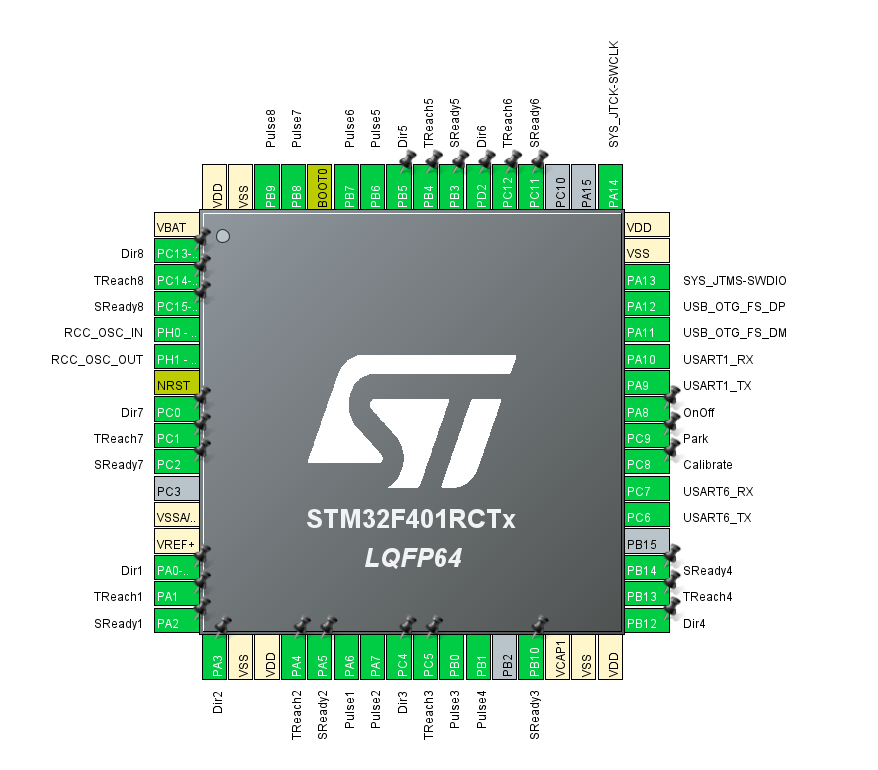 SYS_JTCK-SWCLK
Pulse8
Pulse7
Pulse6
Pulse5
Dir5
TReach5
SReady5
Dir6
TReach6
SReady6
VDD
VSS
PB9
PB8
BOOT0
PB7
PB6
PB5
PB4
PB3
PD2
PC12
PC11
PC10
PA15
PA14
VBAT
Dir8 PC13-..
TReach8 PC14-..
SReady8 PC15-..
RCC_OSC_IN PH0 - ..
RCC_OSC_OUT PH1 - ..
NRST
Dir7 PC0
TReach7 PC1
SReady7 PC2
PC3
VSSA/..
VREF+
Dir1 PA0-..
TReach1 PA1
SReady1 PA2
VDD
VSS
PA13 SYS_JTMS-SWDIO
PA12 USB_OTG_FS_DP
PA11 USB_OTG_FS_DM
PA10 USART1_RX
PA9 USART1_TX
PA8 OnOff
PC9 Park
PC8 Calibrate
PC7 USART6_RX
PC6 USART6_TX
PB15
PB14 SReady4
PB13 TReach4
PB12 Dir4
ST
STM32F401RCTx
LQFP64
PA3
VSS
VDD
PA4
PA5
PA6
PA7
PC4
PC5
PB0
PB1
PB2
PB10
VCAP1
VSS
VDD
Dir2
TReach2
SReady2
Pulse1
Pulse2
Dir3
TReach3
Pulse3
Pulse4
SReady3